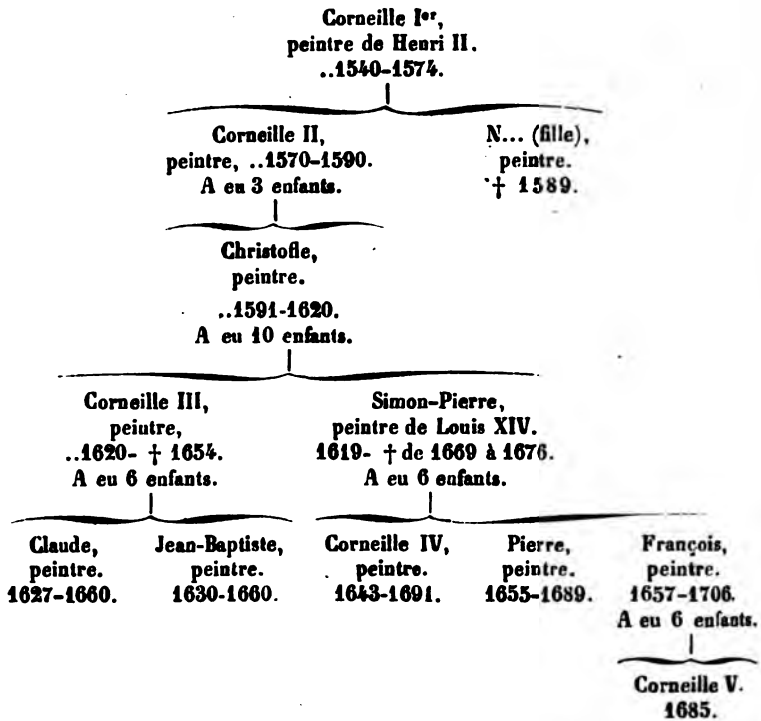 Corneille Ier,
peintre de Henri II.
..1540-1574.
Corneille II,
peintre, ..1570-1590.
A eu 3 enfants.
N... (fille),
peintre.
† 1589.
Christofle,
peintre.
..1591-1620.
A eu 10 enfants.
Corneille III,
peintre,
..1620- † 1654.
A eu 6 enfants.
Simon-Pierre,
peintre de Louis XIV.
1619- † de 1669 à 1676.
A eu 6 enfants.
Claude,
peintre.
1627-1660.
Jean-Baptiste,
peintre.
1630-1660.
Corneille IV,
peintre.
1643-1691.
Pierre,
peintre.
1655-1689.
François,
peintre.
1657-1706.
A eu 6 enfants.
Corneille V.
1685.